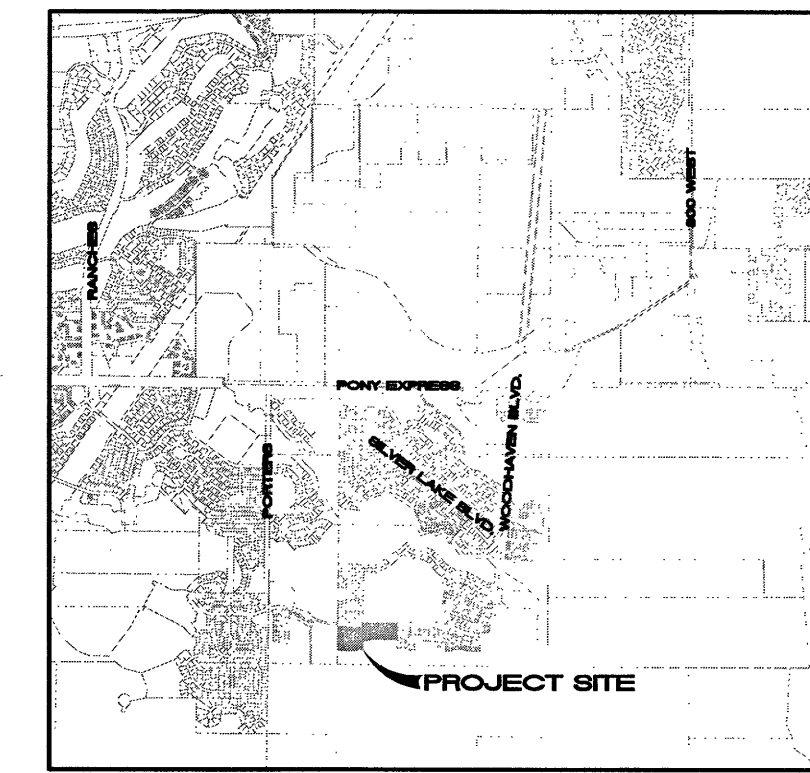 800 WEST
RANCHES
PONY EXPRESS
SILVER LAKE BLVD.
WOODHAVEN BLVD.
PORTERS
PROJECT SITE